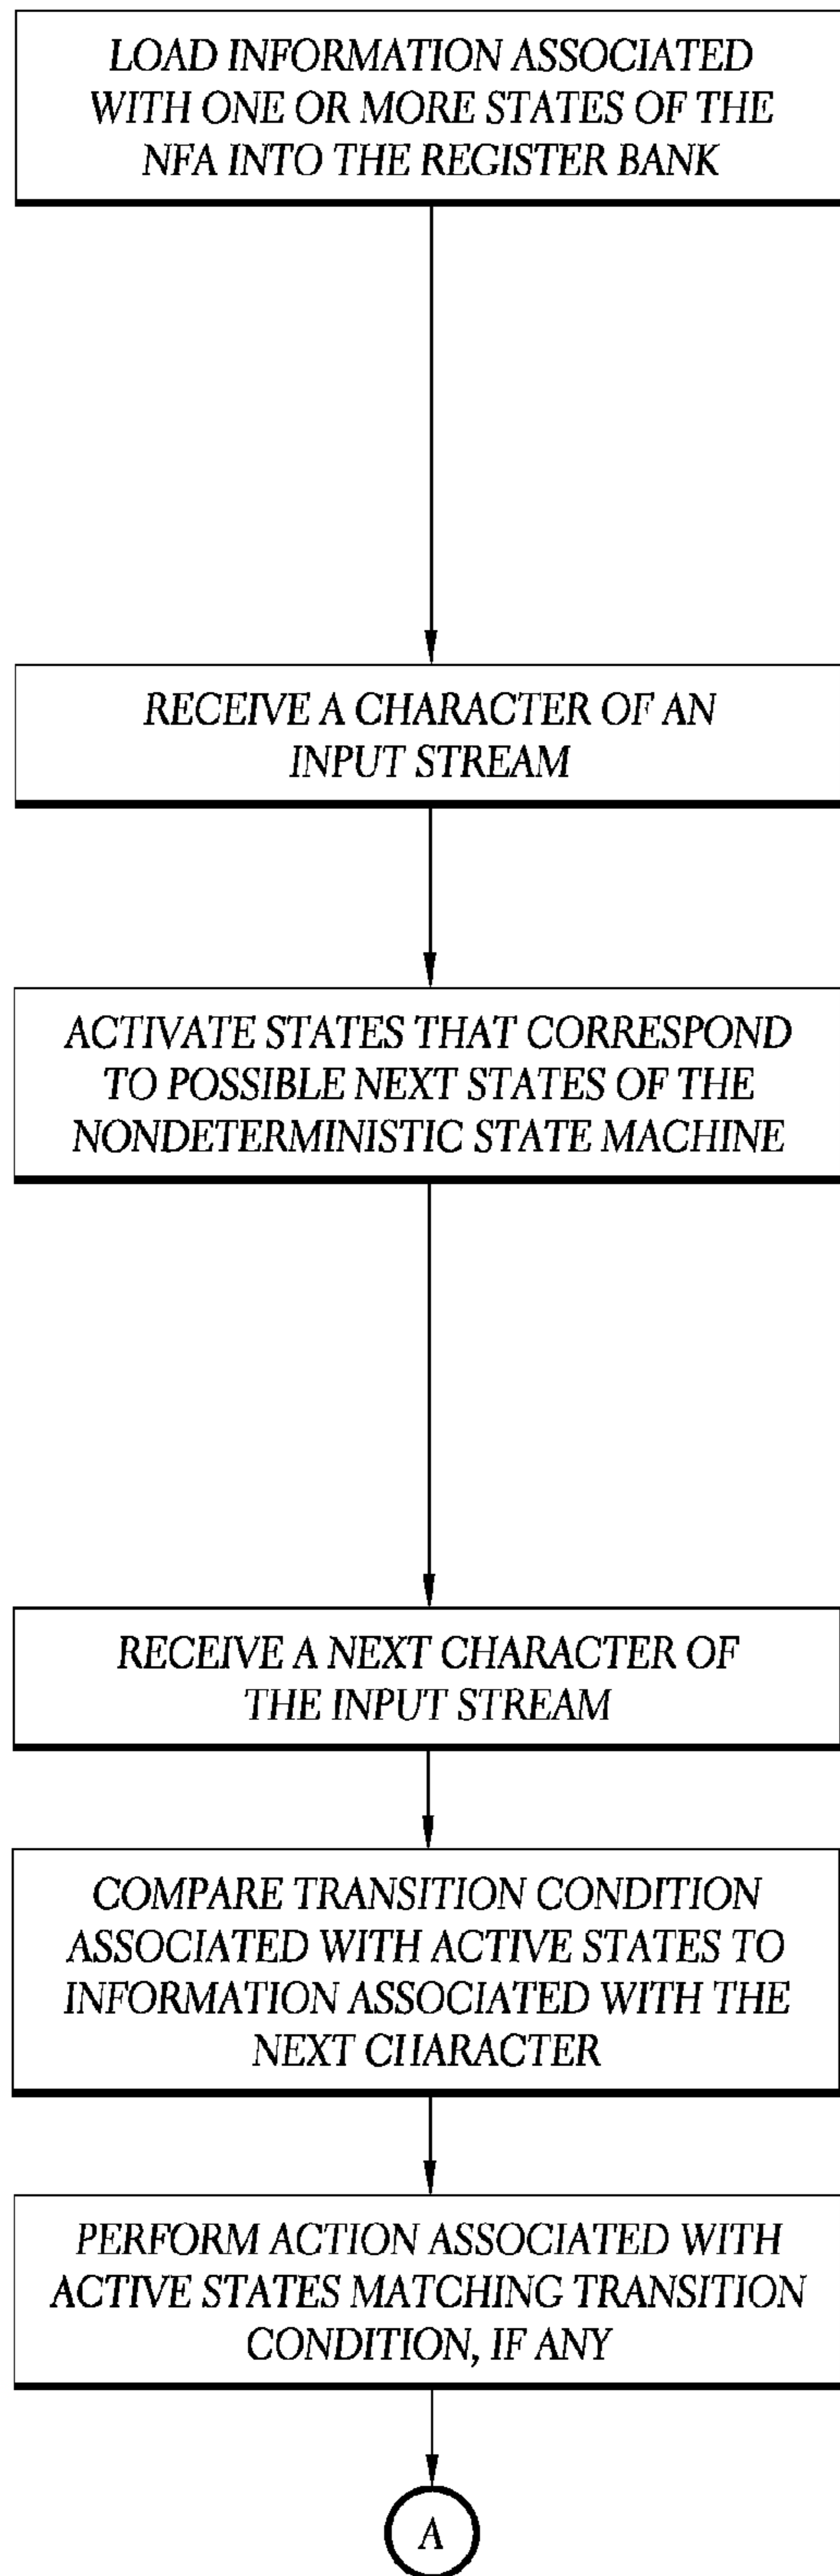 LOAD INFORMATION ASSOCIATED
WITH ONE OR MORE STATES OF THE
NFA INTO THE REGISTER BANK
RECEIVE A CHARACTER OF AN
INPUT STREAM
ACTIVATE STATES THAT CORRESPOND
TO POSSIBLE NEXT STATES OF THE
NONDETERMINISTIC STATE MACHINE
RECEIVE A NEXT CHARACTER OF
THE INPUT STREAM
COMPARE TRANSITION CONDITION
ASSOCIATED WITH ACTIVE STATES TO
INFORMATION ASSOCIATED WITH THE
NEXT CHARACTER
PERFORM ACTION ASSOCIATED WITH
ACTIVE STATES MATCHING TRANSITION
CONDITION, IF ANY
A